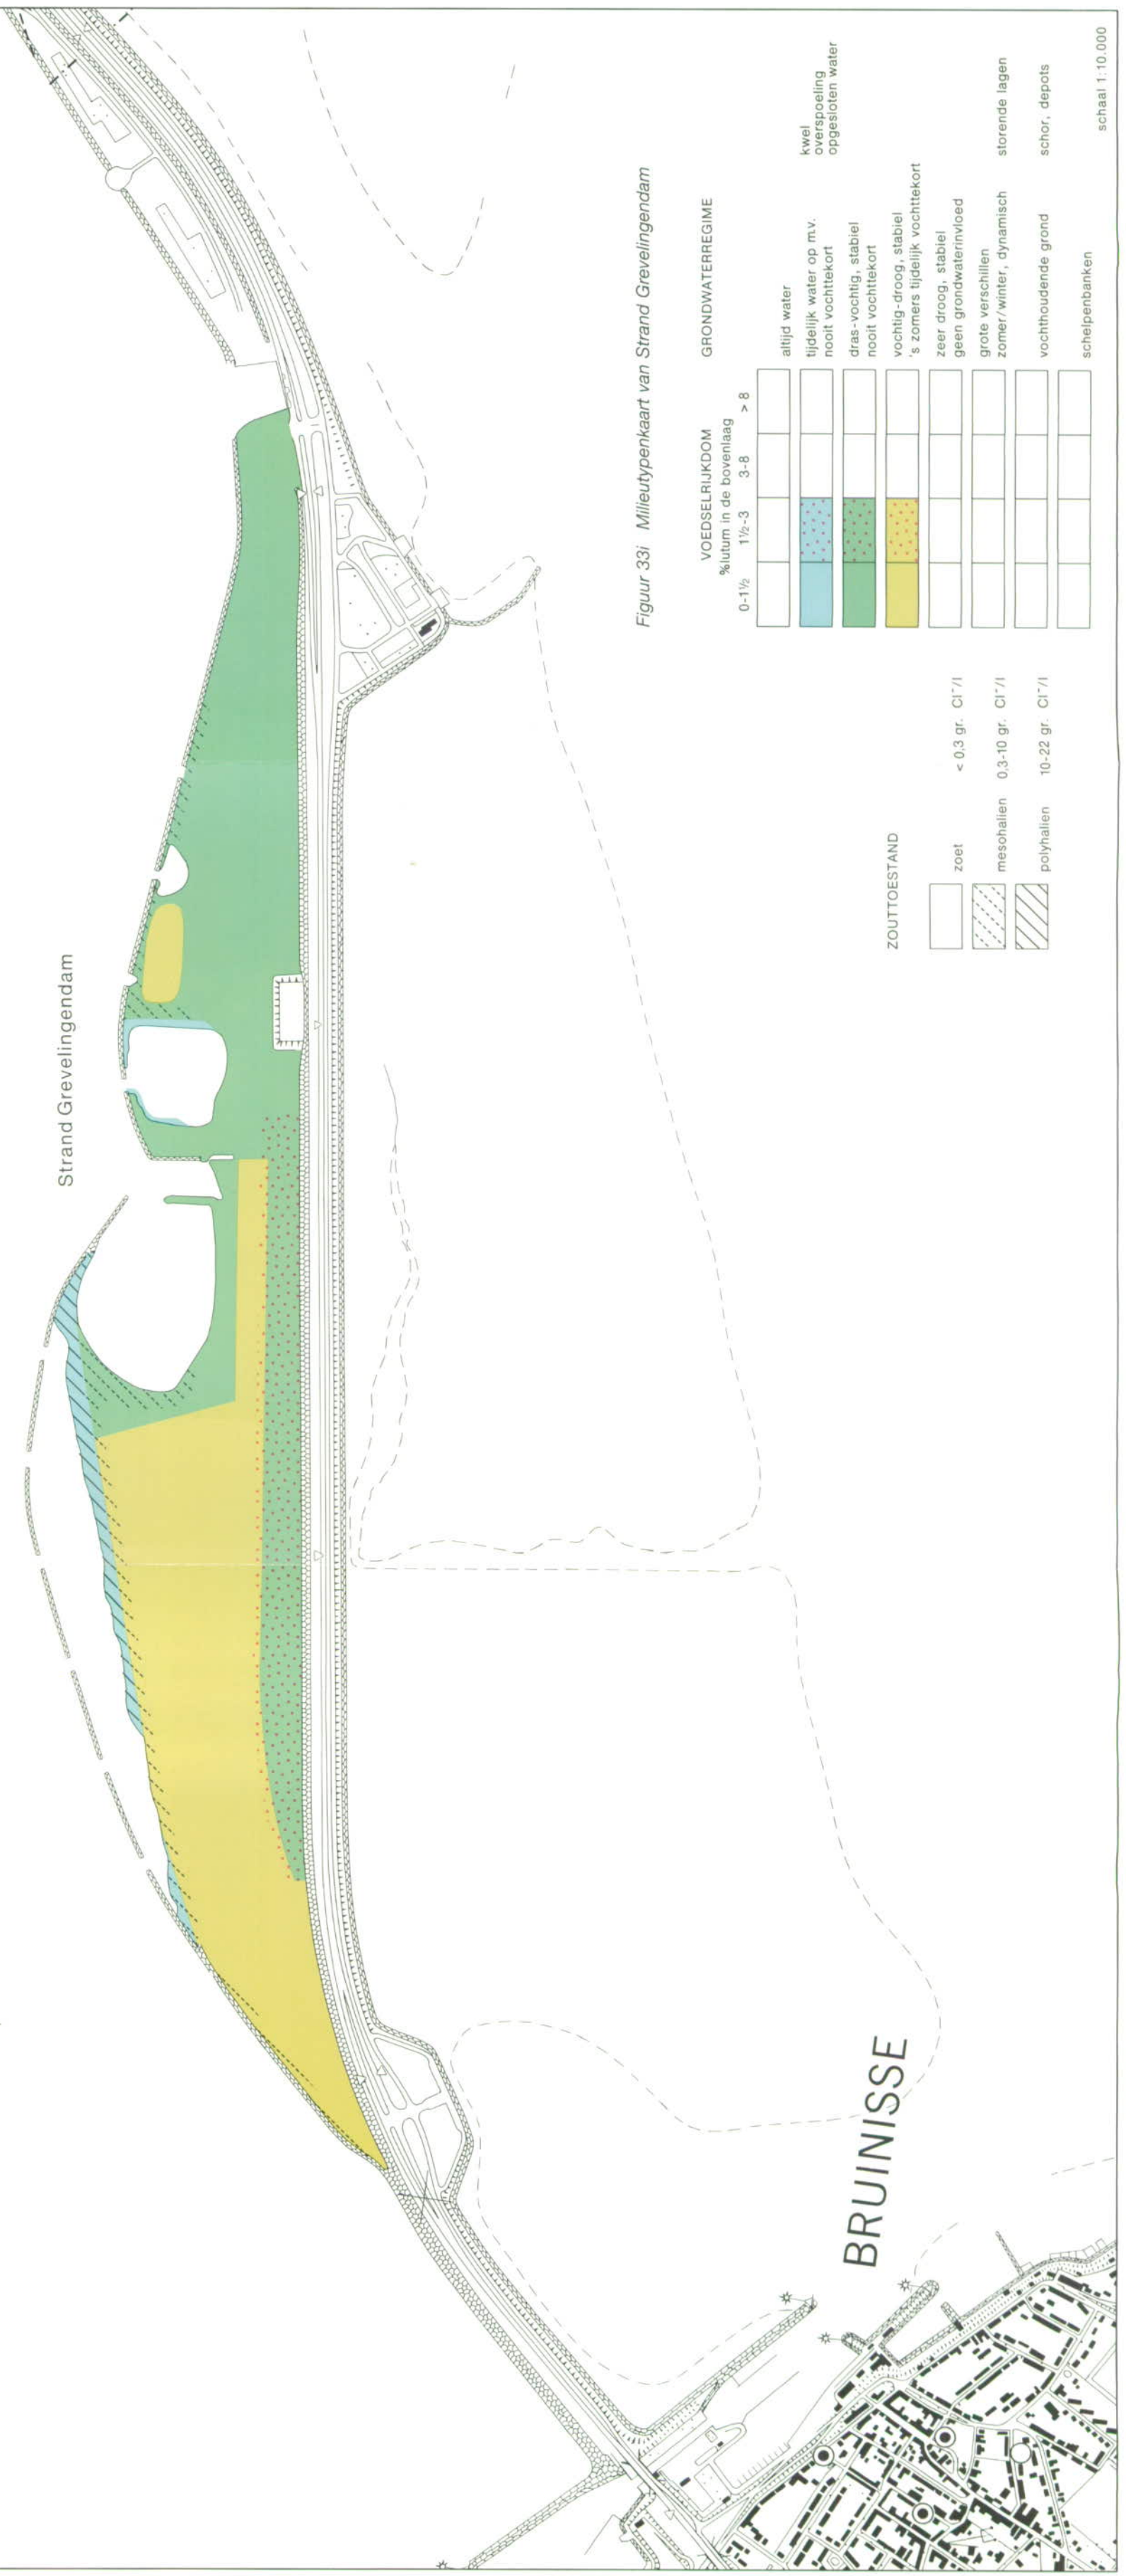 Strand Grevelingendam
BRUINISSE
Figuur 33i Milieutypenkaart van Strand Grevelingendam
VOEDSELRIJKDOM
% lutum in de bovenlaag
0-1½ 1½-3 3-8 > 8
GRONDWATERREGIME
altijd water
tijdelijk water op m.v.
nooit vochttekort
kwel
overspoeling
opgesloten water
dras-vochtig, stabiel
nooit vochttekort
vochtig-droog, stabiel
's zomers tijdelijk vochttekort
zeer droog, stabiel
geen grondwaterinvloed
grote verschillen
zomer/winter, dynamisch storende lagen
vochthoudende grond schor, depots
schelpenbanken
ZOUTTOESTAND
zoet < 0,3 gr. Cl⁻/l
mesohalien 0,3-10 gr. Cl⁻/l
polyhalien 10-22 gr. Cl⁻/l
schaal 1:10.000